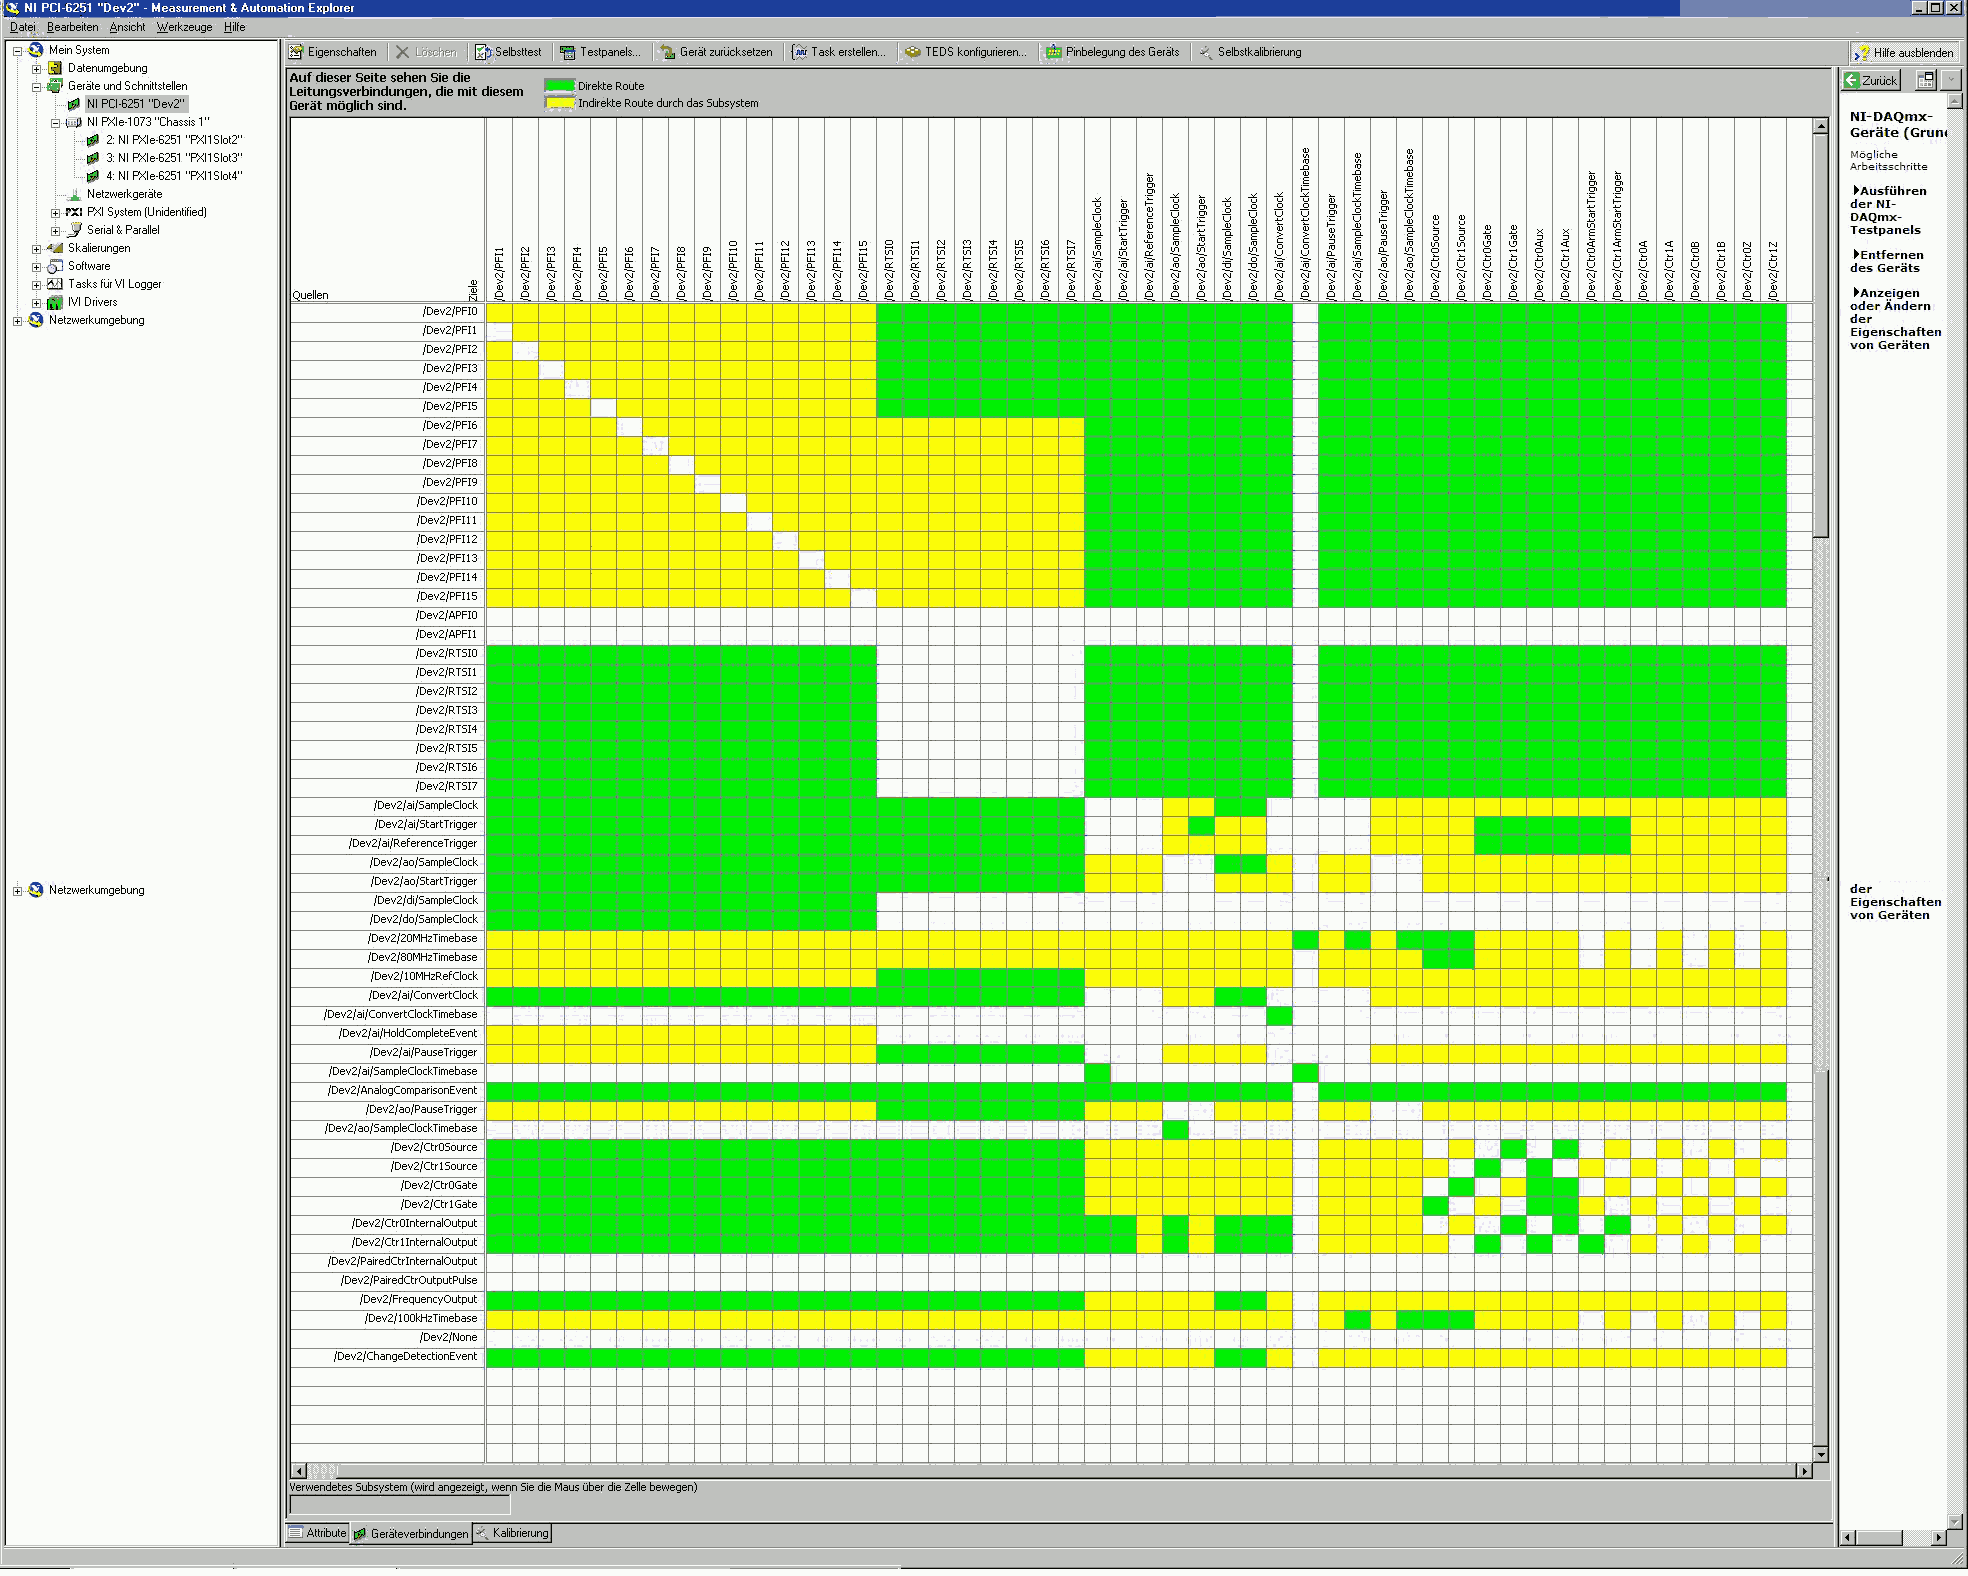 NI PCI-6251 "Dev2" - Measurement & Automation Explorer
Datei Bearbeiten Ansicht Werkzeuge Hilfe
Mein System
Datenumgebung
Geräte und Schnittstellen
NI PCI-6251 "Dev2"
NI PXIe-1073 "Chassis 1"
2: NI PXIe-6251 "PXI1Slot2"
3: NI PXIe-6251 "PXI1Slot3"
4: NI PXIe-6251 "PXI1Slot4"
Netzwerkgeräte
PXI PXI System (Unidentified)
Serial & Parallel
Skalierungen
Software
Tasks für VI Logger
IVI Drivers
Netzwerkumgebung
Netzwerkumgebung
Eigenschaften Löschen Selbsttest Testpanels... Gerät zurücksetzen Task erstellen... TEDS konfigurieren... Pinbelegung des Geräts Selbstkalibrierung Hilfe ausblenden
Auf dieser Seite sehen Sie die
Leitungsverbindungen, die mit diesem
Gerät möglich sind.
Direkte Route
Indirekte Route durch das Subsystem
Quellen
Ziele
/Dev2/PFI1
/Dev2/PFI2
/Dev2/PFI3
/Dev2/PFI4
/Dev2/PFI5
/Dev2/PFI6
/Dev2/PFI7
/Dev2/PFI8
/Dev2/PFI9
/Dev2/PFI10
/Dev2/PFI11
/Dev2/PFI12
/Dev2/PFI13
/Dev2/PFI14
/Dev2/PFI15
/Dev2/RTSI0
/Dev2/RTSI1
/Dev2/RTSI2
/Dev2/RTSI3
/Dev2/RTSI4
/Dev2/RTSI5
/Dev2/RTSI6
/Dev2/RTSI7
/Dev2/ai/SampleClock
/Dev2/ai/StartTrigger
/Dev2/ai/ReferenceTrigger
/Dev2/ao/SampleClock
/Dev2/ao/StartTrigger
/Dev2/di/SampleClock
/Dev2/do/SampleClock
/Dev2/ai/ConvertClock
/Dev2/ai/ConvertClockTimebase
/Dev2/ai/PauseTrigger
/Dev2/ai/SampleClockTimebase
/Dev2/ao/PauseTrigger
/Dev2/ao/SampleClockTimebase
/Dev2/Ctr0Source
/Dev2/Ctr1Source
/Dev2/Ctr0Gate
/Dev2/Ctr1Gate
/Dev2/Ctr0Aux
/Dev2/Ctr1Aux
/Dev2/Ctr0ArmStartTrigger
/Dev2/Ctr1ArmStartTrigger
/Dev2/Ctr0A
/Dev2/Ctr1A
/Dev2/Ctr0B
/Dev2/Ctr1B
/Dev2/Ctr0Z
/Dev2/Ctr1Z
/Dev2/PFI0
/Dev2/PFI1
/Dev2/PFI2
/Dev2/PFI3
/Dev2/PFI4
/Dev2/PFI5
/Dev2/PFI6
/Dev2/PFI7
/Dev2/PFI8
/Dev2/PFI9
/Dev2/PFI10
/Dev2/PFI11
/Dev2/PFI12
/Dev2/PFI13
/Dev2/PFI14
/Dev2/PFI15
/Dev2/APFI0
/Dev2/APFI1
/Dev2/RTSI0
/Dev2/RTSI1
/Dev2/RTSI2
/Dev2/RTSI3
/Dev2/RTSI4
/Dev2/RTSI5
/Dev2/RTSI6
/Dev2/RTSI7
/Dev2/ai/SampleClock
/Dev2/ai/StartTrigger
/Dev2/ai/ReferenceTrigger
/Dev2/ao/SampleClock
/Dev2/ao/StartTrigger
/Dev2/di/SampleClock
/Dev2/do/SampleClock
/Dev2/20MHzTimebase
/Dev2/80MHzTimebase
/Dev2/10MHzRefClock
/Dev2/ai/ConvertClock
/Dev2/ai/ConvertClockTimebase
/Dev2/ai/HoldCompleteEvent
/Dev2/ai/PauseTrigger
/Dev2/ai/SampleClockTimebase
/Dev2/AnalogComparisonEvent
/Dev2/ao/PauseTrigger
/Dev2/ao/SampleClockTimebase
/Dev2/Ctr0Source
/Dev2/Ctr1Source
/Dev2/Ctr0Gate
/Dev2/Ctr1Gate
/Dev2/Ctr0InternalOutput
/Dev2/Ctr1InternalOutput
/Dev2/PairedCtrInternalOutput
/Dev2/PairedCtrOutputPulse
/Dev2/FrequencyOutput
/Dev2/100kHzTimebase
/Dev2/None
/Dev2/ChangeDetectionEvent
Verwendetes Subsystem (wird angezeigt, wenn Sie die Maus über die Zelle bewegen)
Attribute Geräteverbindungen Kalibrierung
Zurück
NI-DAQmx-
Geräte (Grun
Mögliche
Arbeitsschritte
Ausführen
der NI-
DAQmx-
Testpanels
Entfernen
des Geräts
Anzeigen
oder Ändern
der
Eigenschaften
von Geräten
der
Eigenschaften
von Geräten